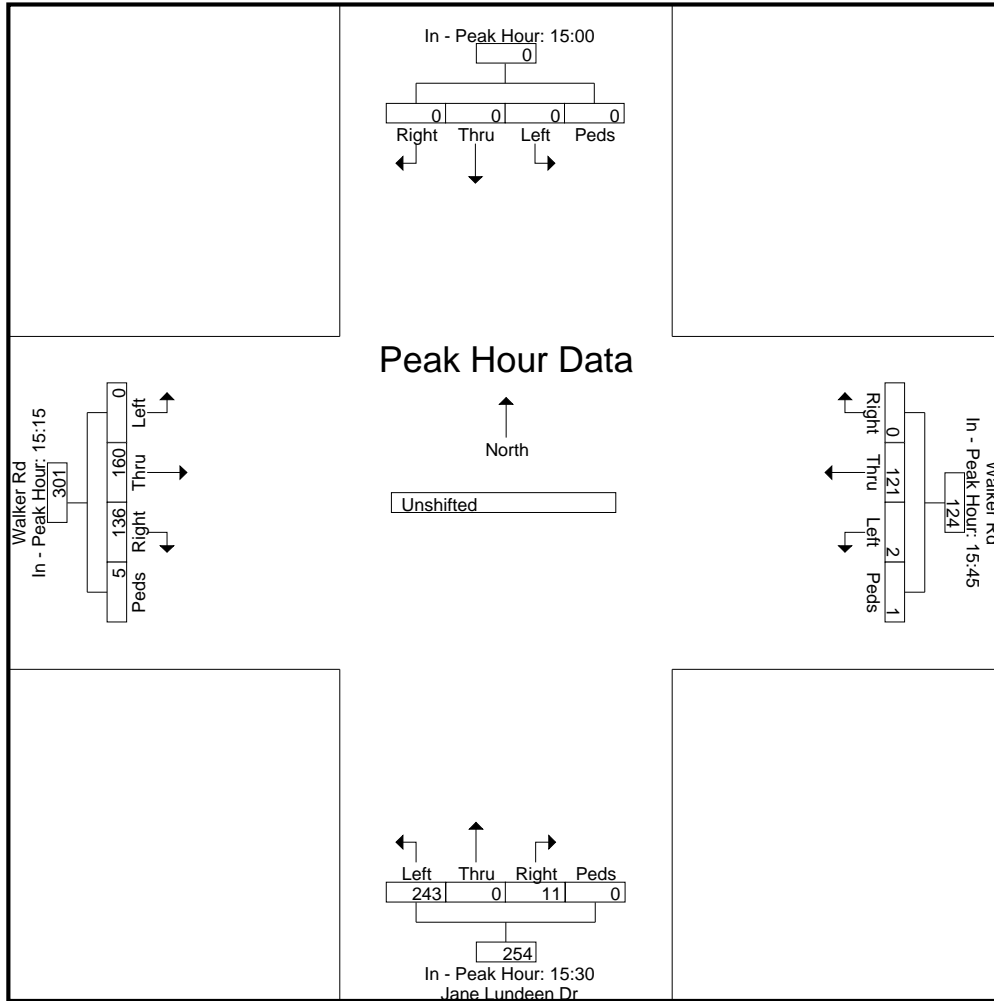 In - Peak Hour: 15:00
0
0 0 0 0
Right Thru Left Peds
Peak Hour Data
North
Unshifted
Walker Rd
In - Peak Hour: 15:15
301
0 160 136 5
Left Thru Right Peds
Walker Rd
In - Peak Hour: 15:45
124
0 121 2 1
Right Thru Left Peds
Left Thru Right Peds
243 0 11 0
254
In - Peak Hour: 15:30
Jane Lundeen Dr